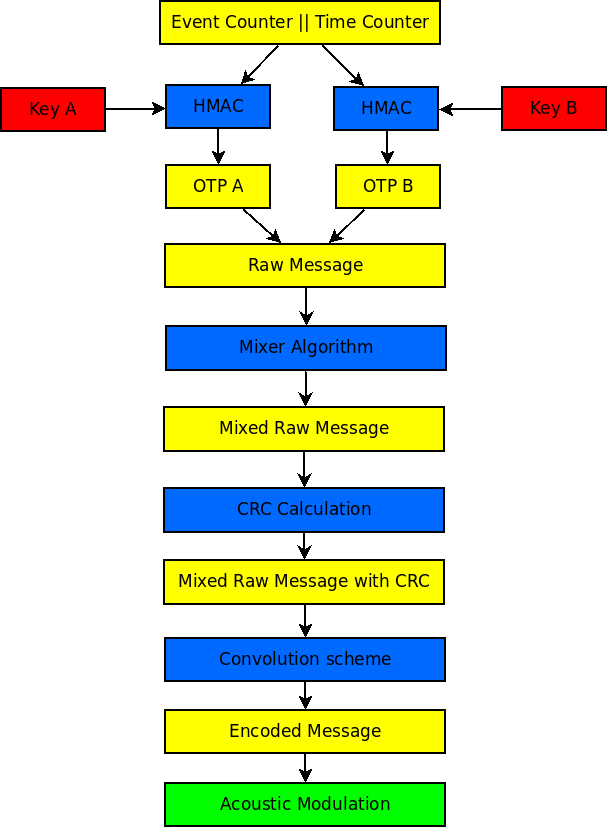 Event Counter || Time Counter
Key A
HMAC
HMAC
Key B
OTP A
OTP B
Raw Message
Mixer Algorithm
Mixed Raw Message
CRC Calculation
Mixed Raw Message with CRC
Convolution scheme
Encoded Message
Acoustic Modulation